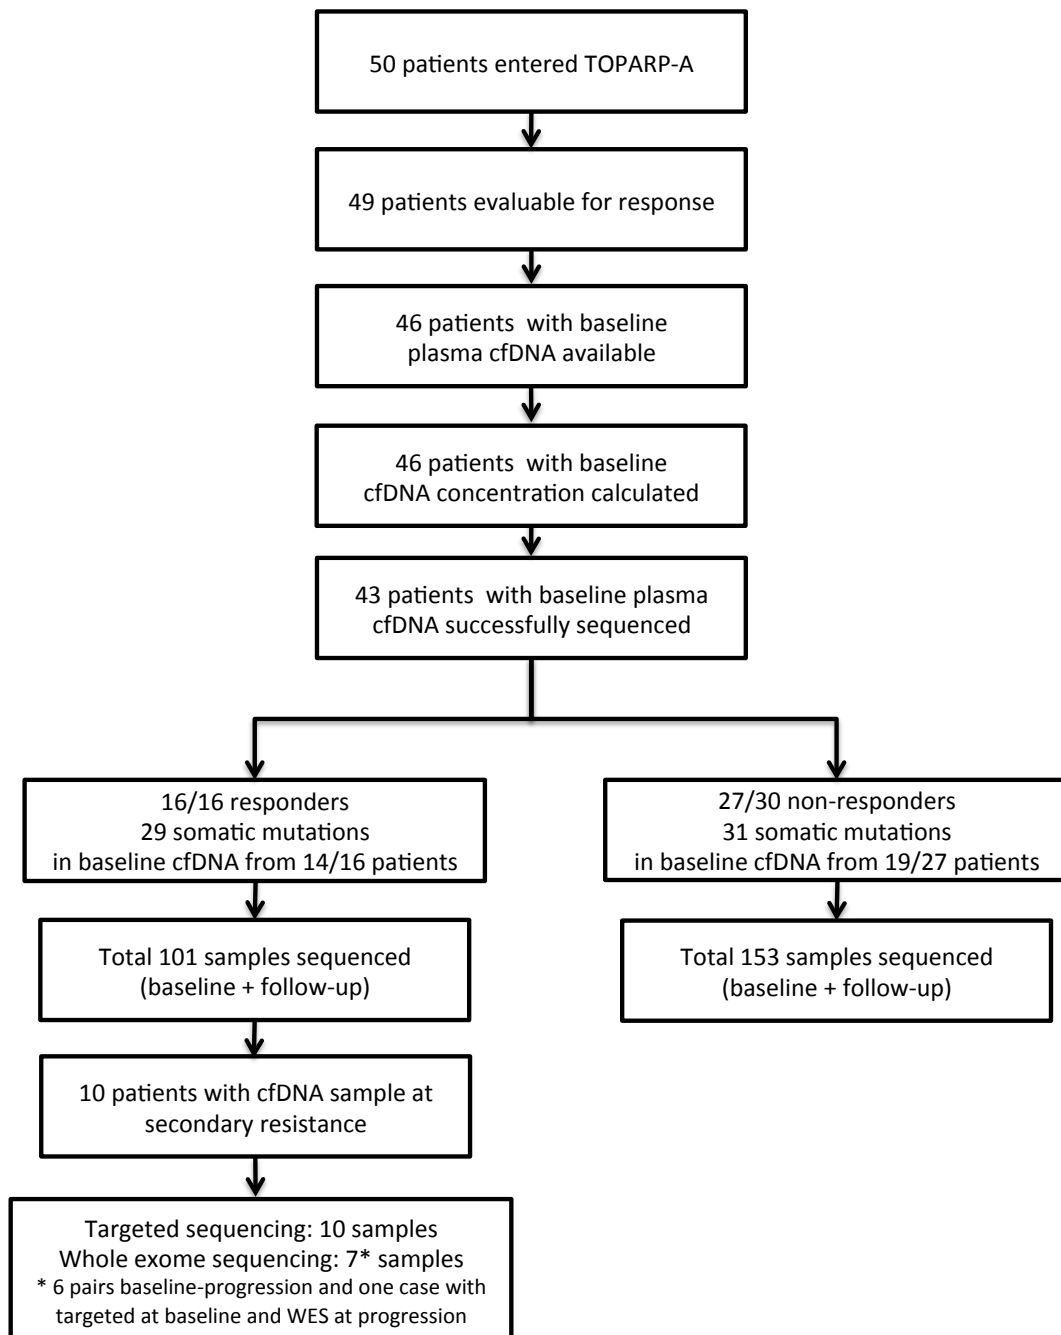 50 patients entered TOPARP-A
49 patients evaluable for response
46 patients with baseline
plasma cfDNA available
46 patients with baseline
cfDNA concentration calculated
43 patients with baseline plasma
cfDNA successfully sequenced
16/16 responders
29 somatic mutations
in baseline cfDNA from 14/16 patients
27/30 non-responders
31 somatic mutations
in baseline cfDNA from 19/27 patients
Total 101 samples sequenced
(baseline + follow-up)
Total 153 samples sequenced
(baseline + follow-up)
10 patients with cfDNA sample at
secondary resistance
Targeted sequencing: 10 samples
Whole exome sequencing: 7* samples
* 6 pairs baseline-progression and one case with
targeted at baseline and WES at progression